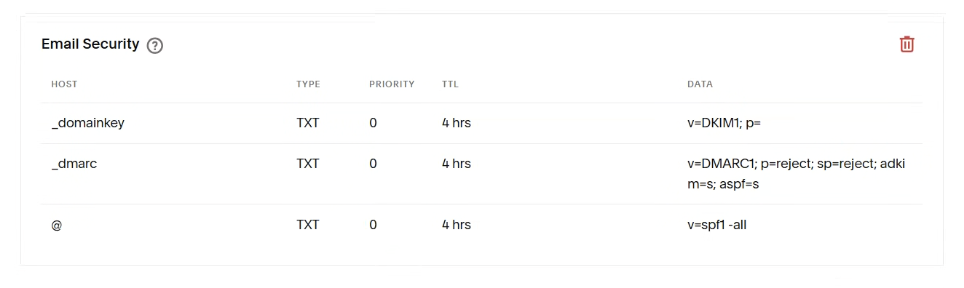 Email Security ?
HOST TYPE PRIORITY TTL DATA
_domainkey TXT 0 4 hrs v=DKIM1; p=
_dmarc TXT 0 4 hrs v=DMARC1; p=reject; sp=reject; adki
m=s; aspf=s
@ TXT 0 4 hrs v=spf1 -all